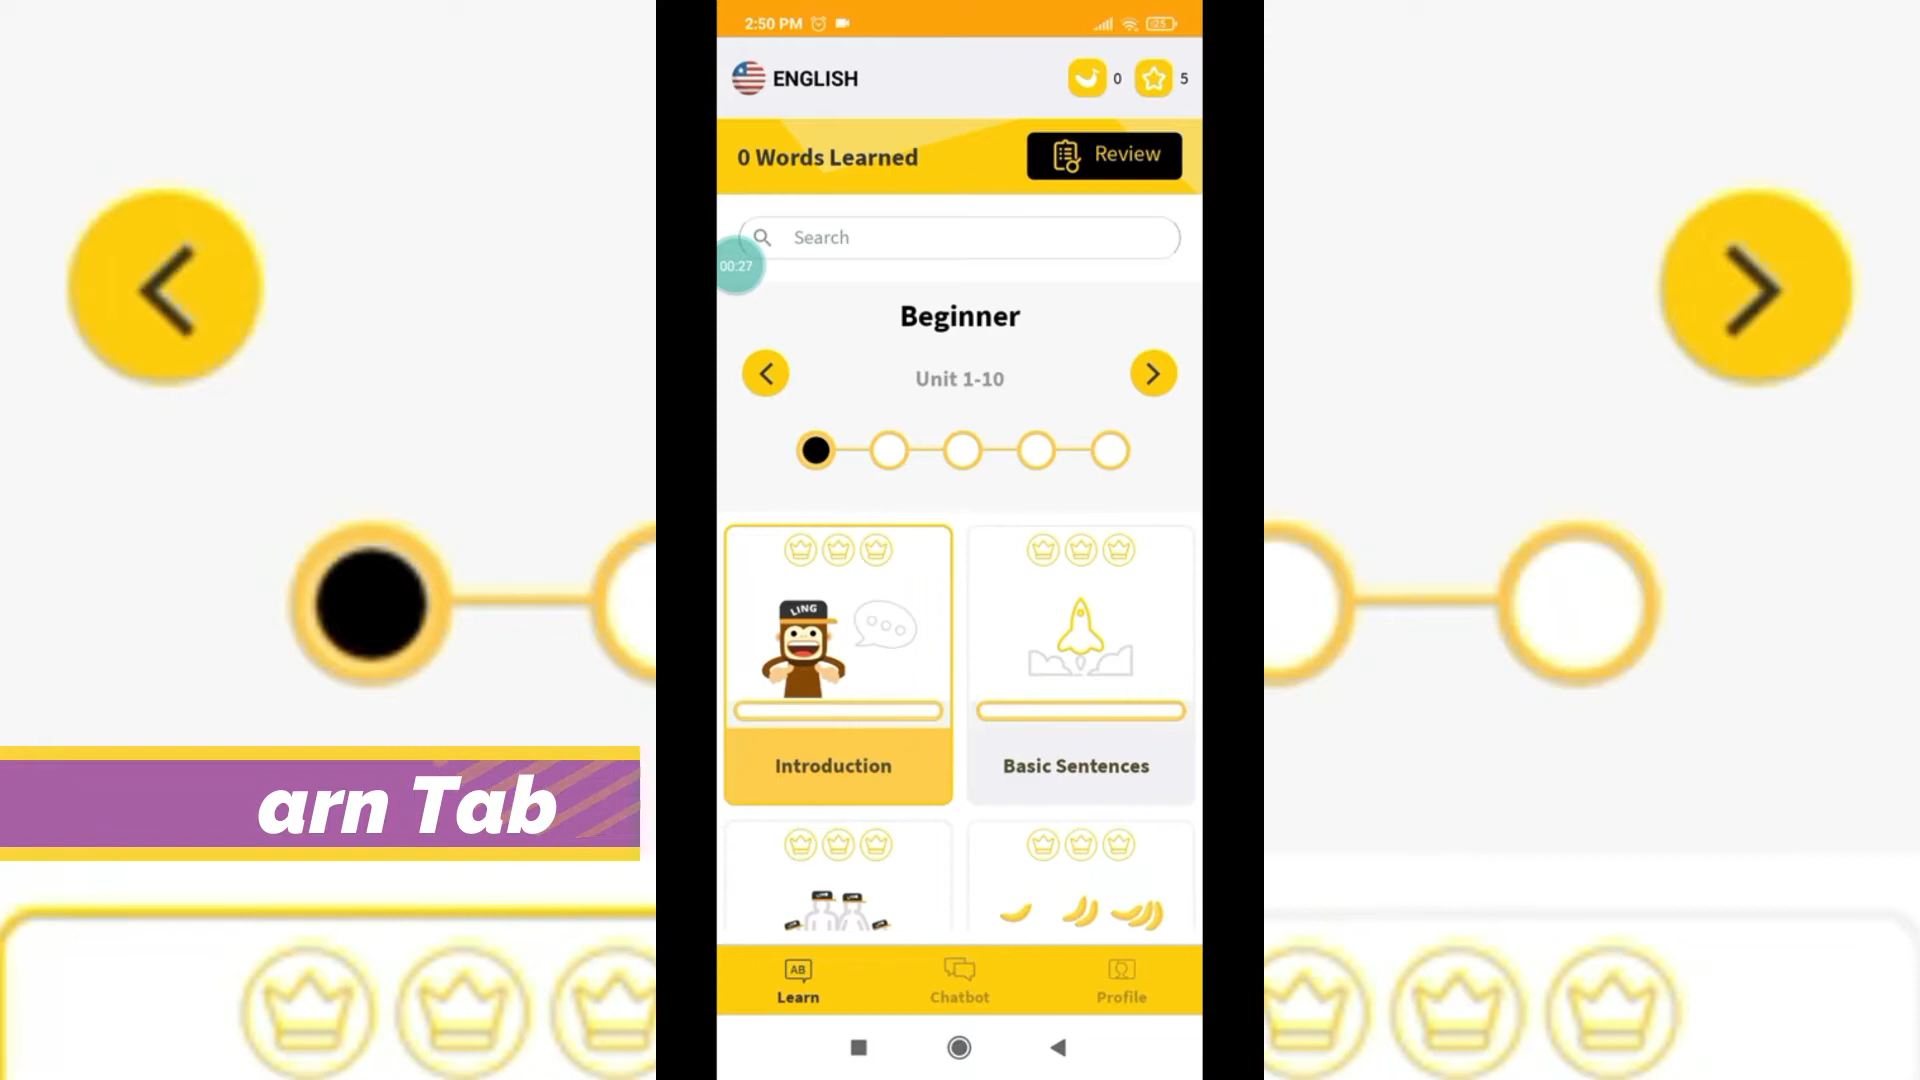 2:50 PM
25
ENGLISH
0
5
0 Words Learned
Review
Search
00:27
Beginner
Unit 1-10
LING
Introduction
Basic Sentences
arn Tab
AB
Learn
Chatbot
Profile